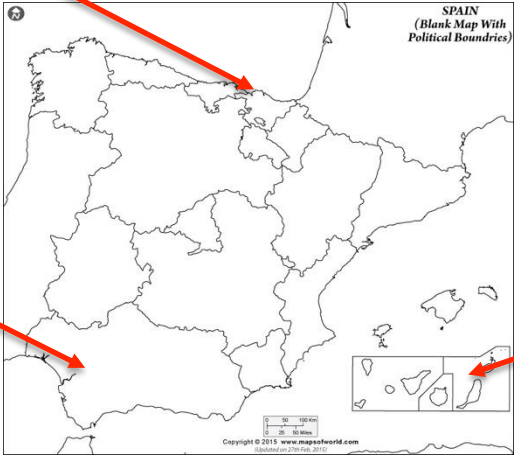 N
SPAIN
(Blank Map With
Political Boundries)
0 50 100 Km
0 25 50 Miles
Copyright © 2015 www.mapsofworld.com
(Updated on 27th Feb, 2015)